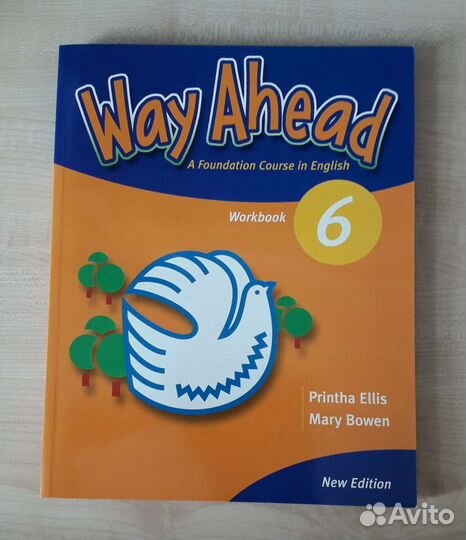 Way Ahead
A Foundation Course in English
Workbook 6
Printha Ellis
Mary Bowen
New Edition
Avito